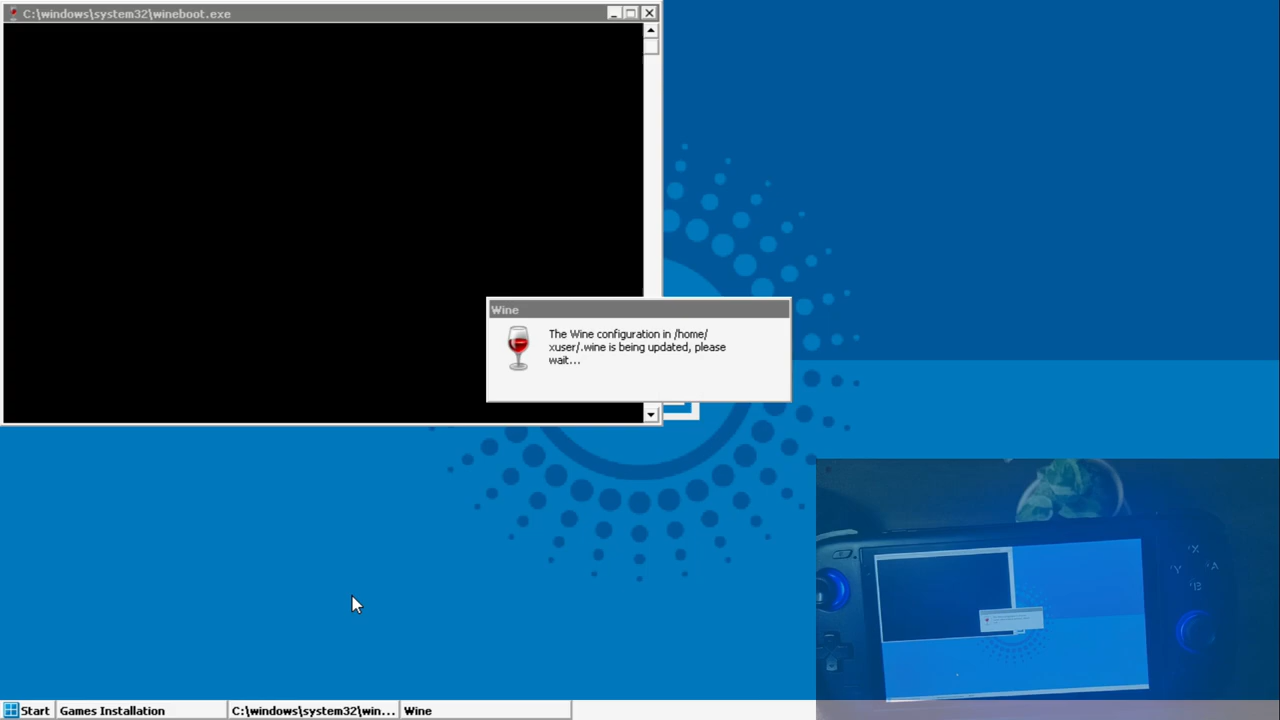 C:\windows\system32\wineboot.exe
Wine
The Wine configuration in /home/
xuser/.wine is being updated, please
wait...
Y X A B
Start Games Installation C:\windows\system32\win... Wine